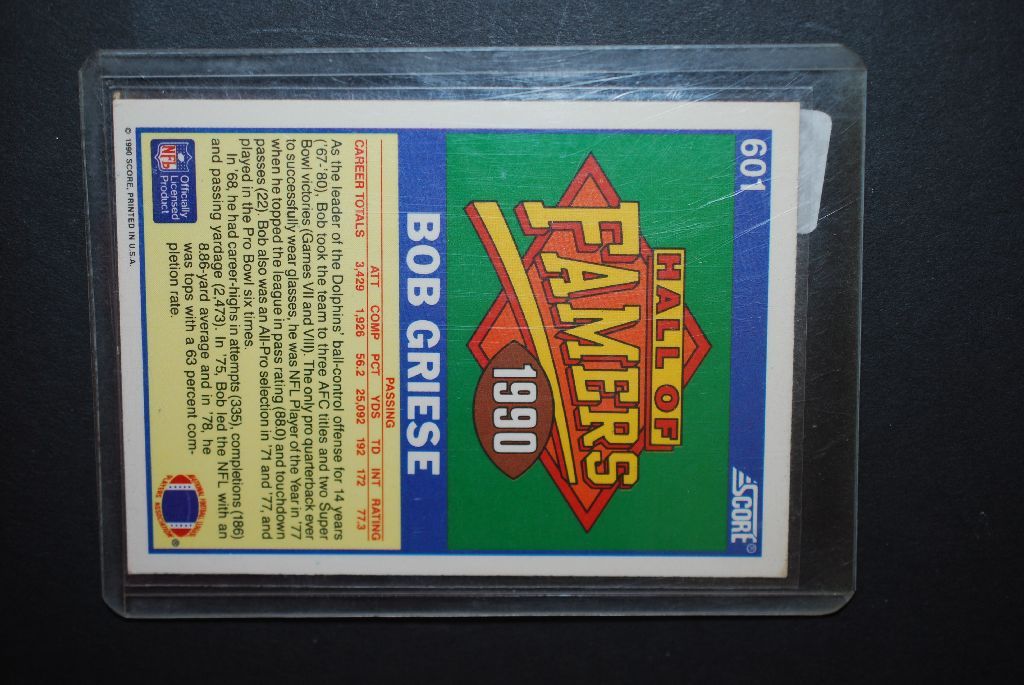 601
SCORE®
HALL OF
FAMERS
1990
BOB GRIESE
PASSING
ATT COMP PCT YDS TD INT RATING
CAREER TOTALS 3,429 1,926 56.2 25,092 192 172 77.3
As the leader of the Dolphins' ball-control offense for 14 years
('67-'80), Bob took the team to three AFC titles and two Super
Bowl victories (Games VII and VIII). The only pro quarterback ever
to successfully wear glasses, he was NFL Player of the Year in '77
when he topped the league in pass rating (88.0) and touchdown
passes (22). Bob also was an All-Pro selection in '71 and '77, and
played in the Pro Bowl six times.
In '68, he had career-highs in attempts (335), completions (186)
and passing yardage (2,473). In '75, Bob led the NFL with an
8.86-yard average and in '78, he
was tops with a 63 percent com-
pletion rate.
NFL
Officially
Licensed
Product
NATIONAL FOOTBALL LEAGUE
PLAYERS ASSOCIATION
®
© 1990 SCORE, PRINTED IN U.S.A.